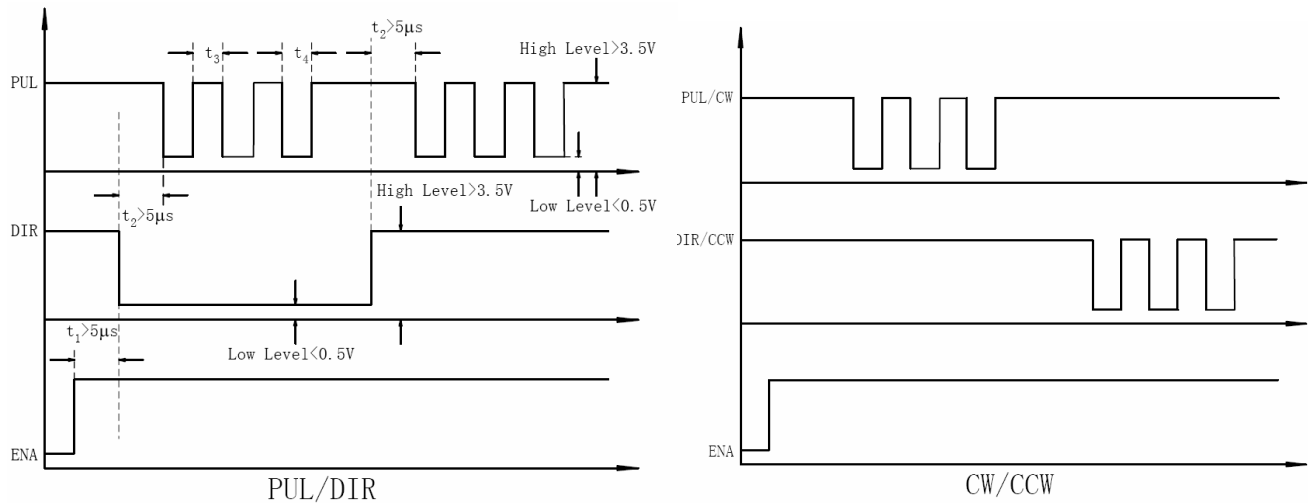 t₂>5μs
t₃
t₄
High Level>3.5V
PUL
High Level>3.5V
t₂>5μs
Low Level<0.5V
DIR
t₁>5μs
Low Level<0.5V
ENA
PUL/DIR
PUL/CW
DIR/CCW
ENA
CW/CCW